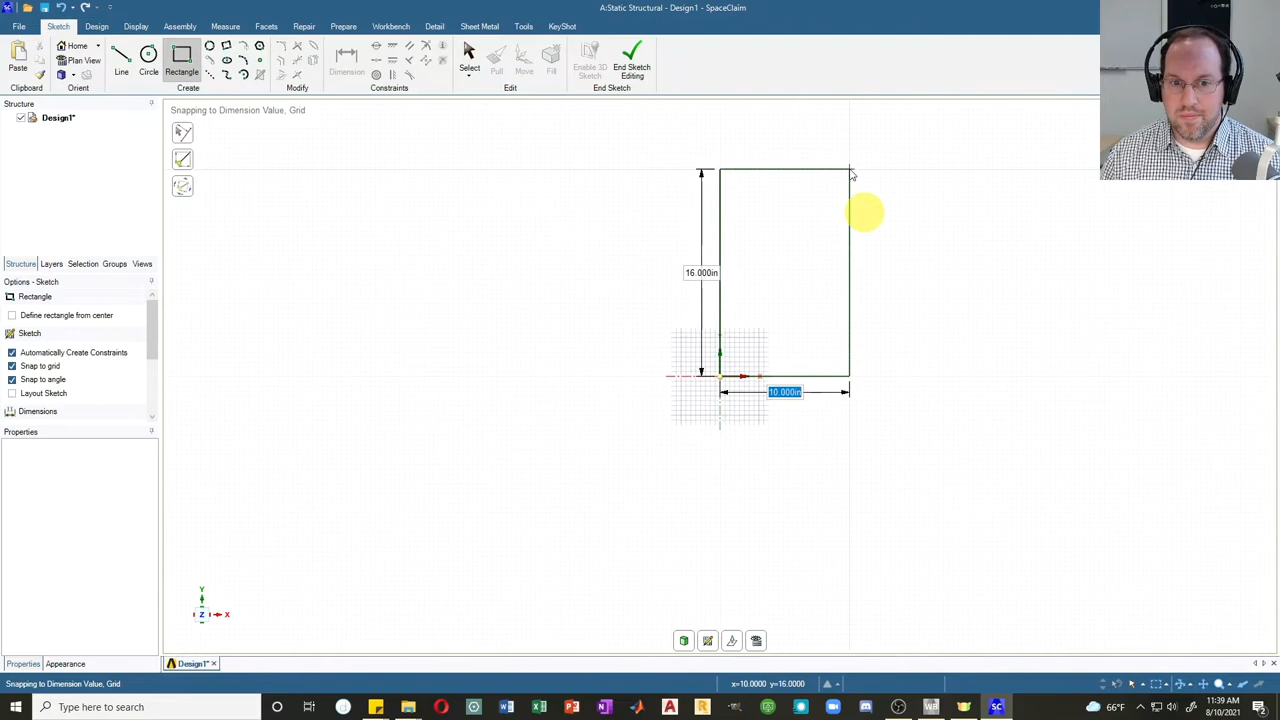 A:Static Structural - Design1 - SpaceClaim
File Sketch Design Display Assembly Measure Facets Repair Prepare Workbench Detail Sheet Metal Tools KeyShot
Paste
Home
Plan View
Line Circle Rectangle
Dimension
Select Pull Move Fill
Enable 3D Sketch
End Sketch Editing
Clipboard Orient Create Modify Constraints Edit End Sketch
Structure
Design1*
Snapping to Dimension Value, Grid
16.000in
10.000in
Structure Layers Selection Groups Views
Options - Sketch
Rectangle
Define rectangle from center
Sketch
Automatically Create Constraints
Snap to grid
Snap to angle
Layout Sketch
Dimensions
Properties
Y
Z
X
Properties Appearance
Design1*
Snapping to Dimension Value, Grid
x=10.0000 y=16.0000
Type here to search
66°F
11:39 AM
8/10/2021